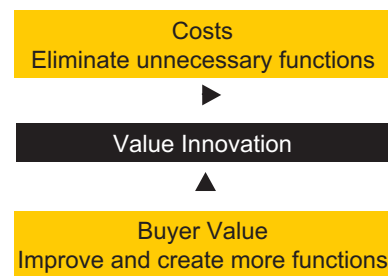 Costs
Eliminate unnecessary functions
Value Innovation
Buyer Value
Improve and create more functions